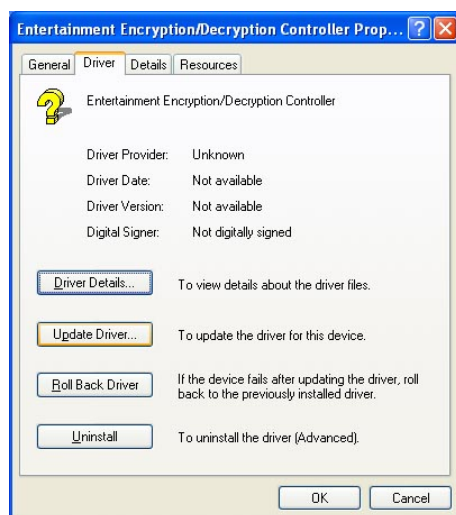 Entertainment Encryption/Decryption Controller Prop...
General Driver Details Resources
Entertainment Encryption/Decryption Controller
Driver Provider: Unknown
Driver Date: Not available
Driver Version: Not available
Digital Signer: Not digitally signed
Driver Details... To view details about the driver files.
Update Driver... To update the driver for this device.
Roll Back Driver If the device fails after updating the driver, roll
back to the previously installed driver.
Uninstall To uninstall the driver (Advanced).
OK Cancel